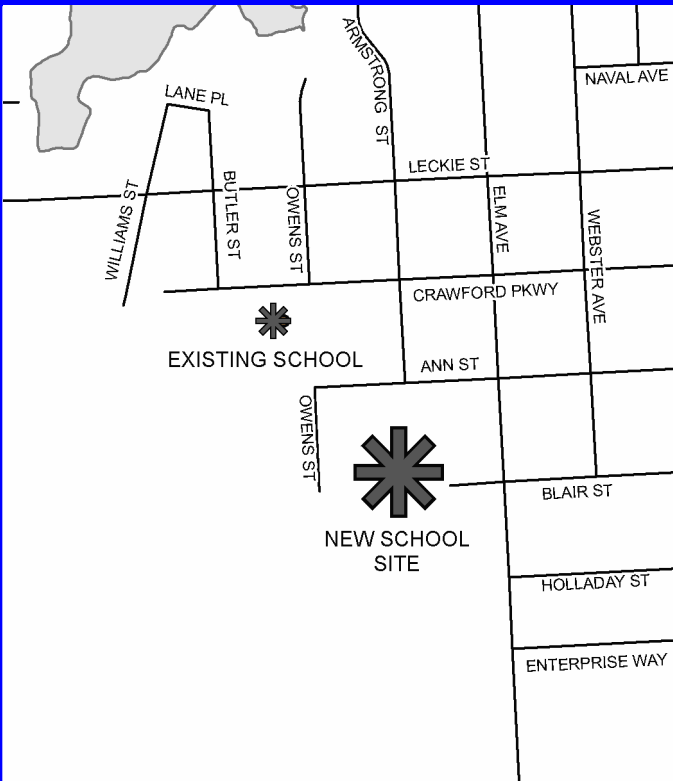 ARMSTRONG ST
NAVAL AVE
LANE PL
LECKIE ST
WILLIAMS ST
BUTLER ST
OWENS ST
ELM AVE
WEBSTER AVE
CRAWFORD PKWY
EXISTING SCHOOL
ANN ST
OWENS ST
BLAIR ST
NEW SCHOOL
SITE
HOLLADAY ST
ENTERPRISE WAY